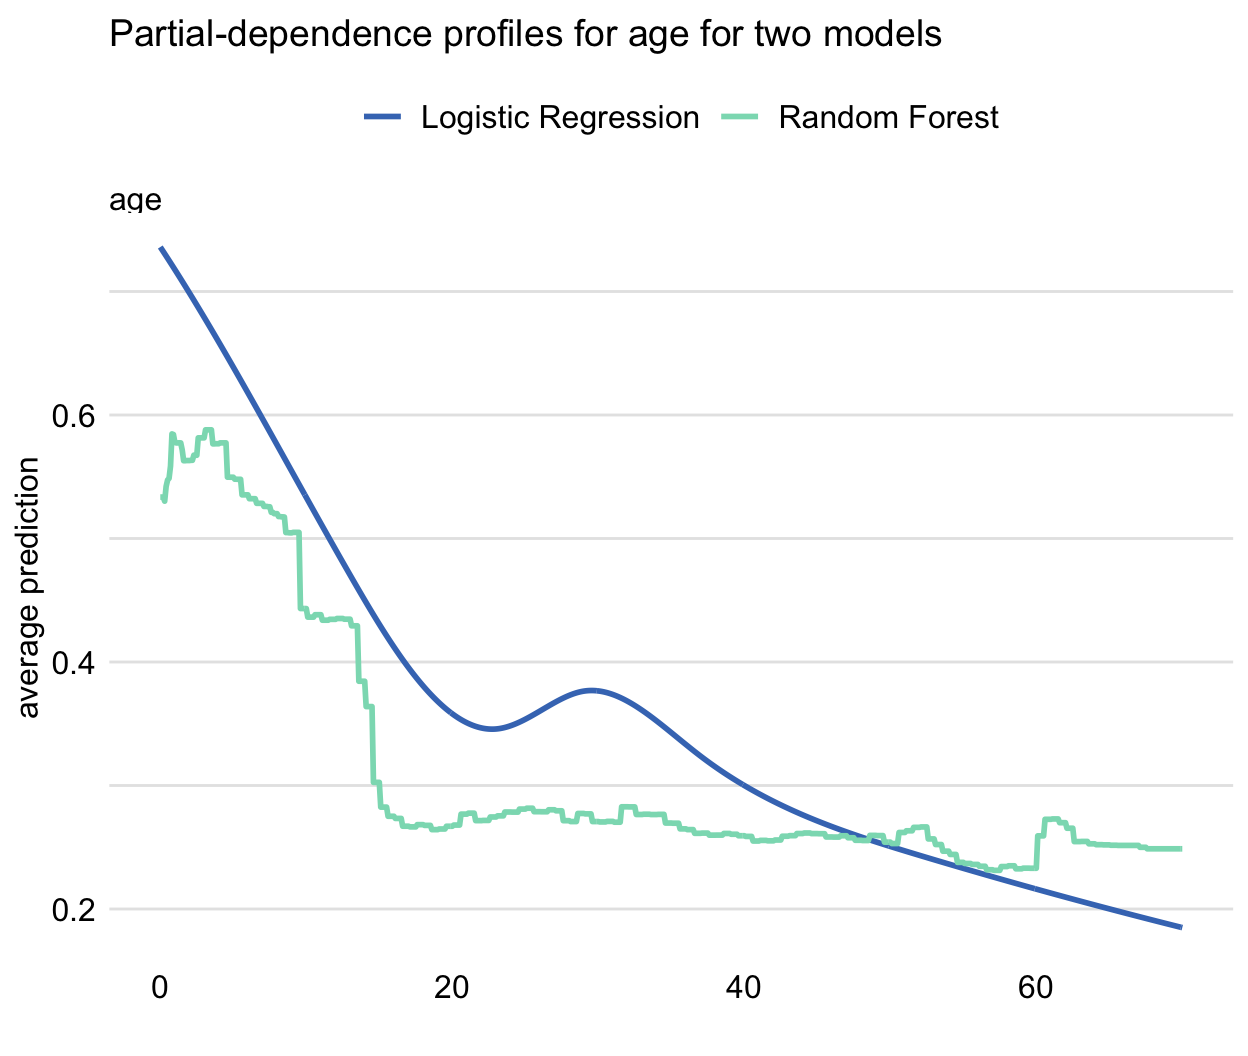 Partial-dependence profiles for age for two models
Logistic Regression Random Forest
age
0.6
0.4
0.2
average prediction
0 20 40 60